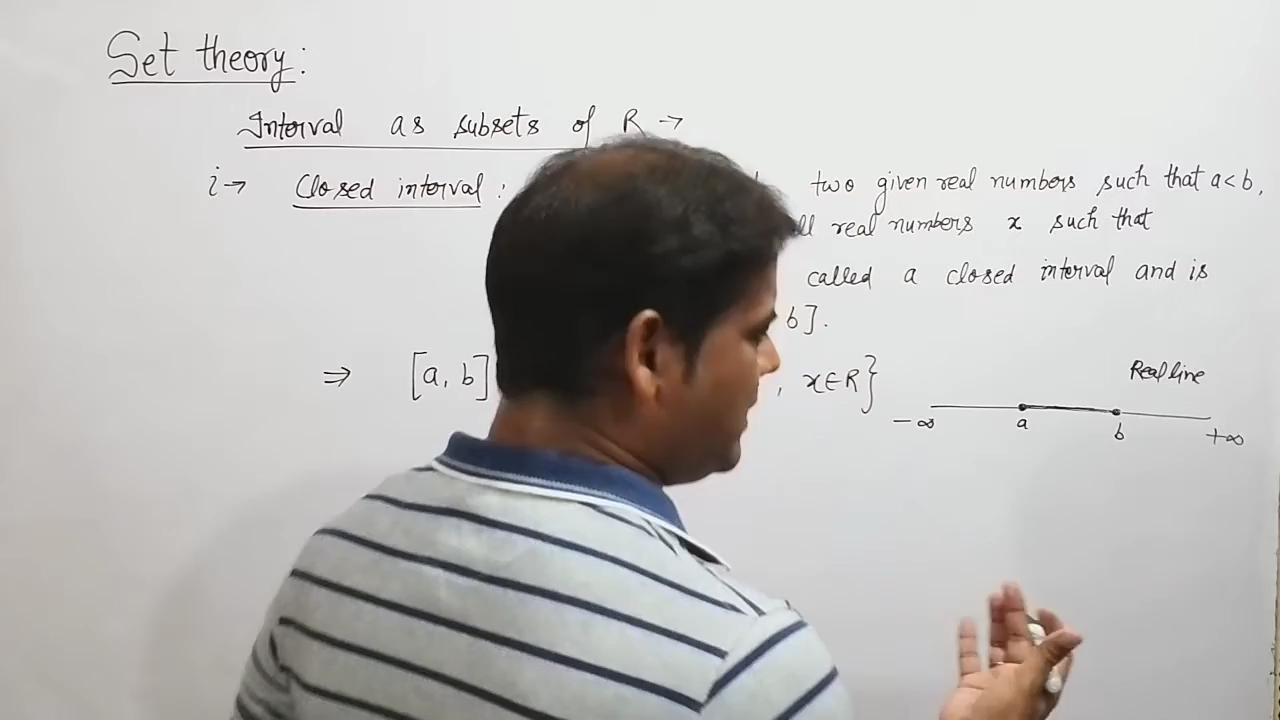 Set theory:
Interval as subsets of R →
i→ Closed interval: two given real numbers such that a<b,
real numbers x such that
called a closed interval and is
b].
⇒ [a, b] , x∈R}
Real line
-∞ a b +∞